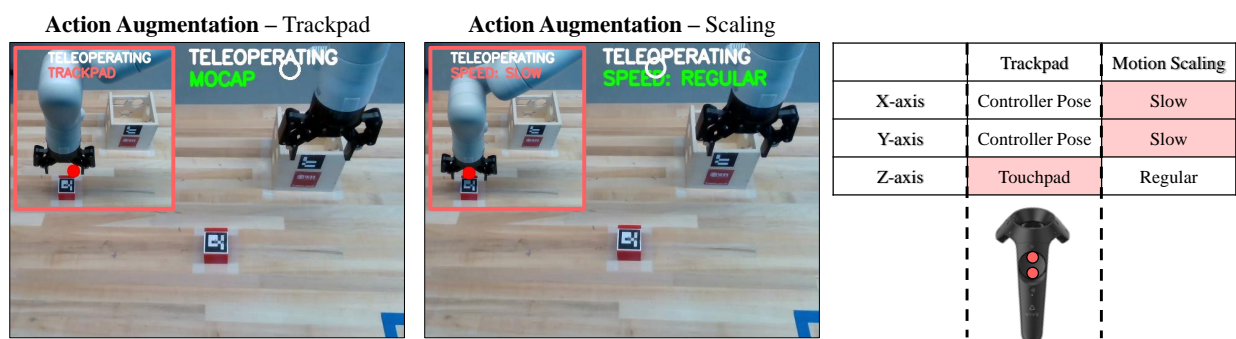 Action Augmentation – Trackpad
TELEOPERATING
TRACKPAD
TELEOPERATING
MOCAP
Action Augmentation – Scaling
TELEOPERATING
SPEED: SLOW
TELEOPERATING
SPEED: REGULAR
Trackpad Motion Scaling
X-axis Controller Pose Slow
Y-axis Controller Pose Slow
Z-axis Touchpad Regular